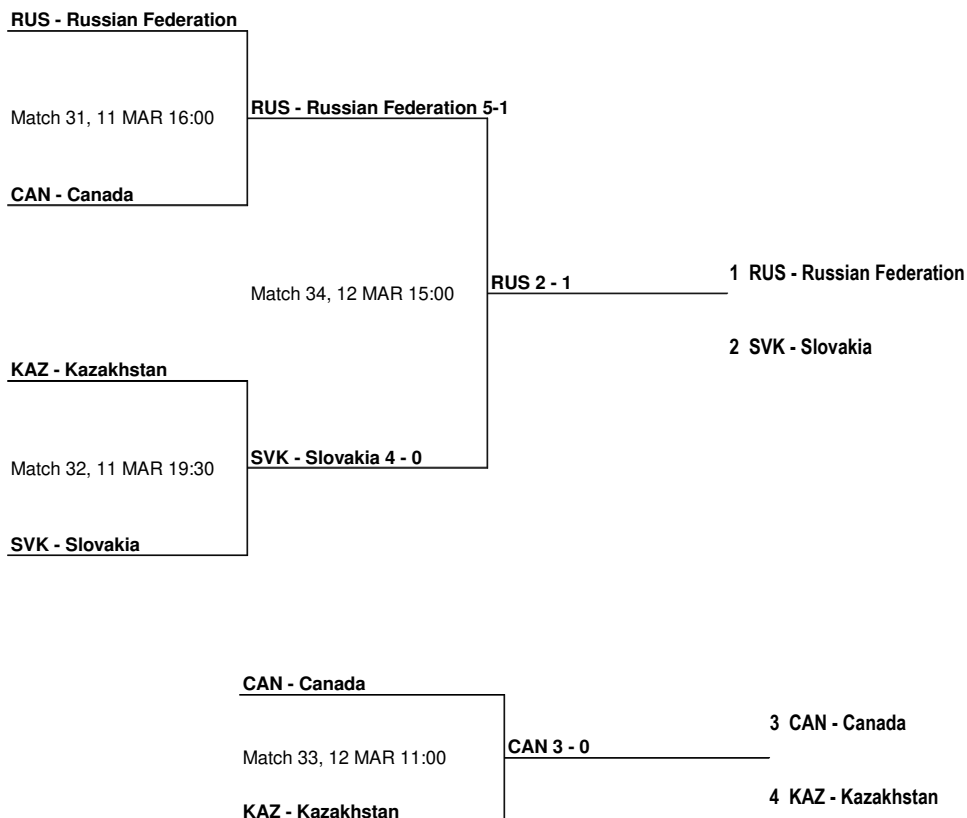 RUS - Russian Federation
Match 31, 11 MAR 16:00
RUS - Russian Federation 5-1
CAN - Canada
Match 34, 12 MAR 15:00
RUS 2 - 1
1 RUS - Russian Federation
2 SVK - Slovakia
KAZ - Kazakhstan
Match 32, 11 MAR 19:30
SVK - Slovakia 4 - 0
SVK - Slovakia
CAN - Canada
Match 33, 12 MAR 11:00
CAN 3 - 0
3 CAN - Canada
4 KAZ - Kazakhstan
KAZ - Kazakhstan